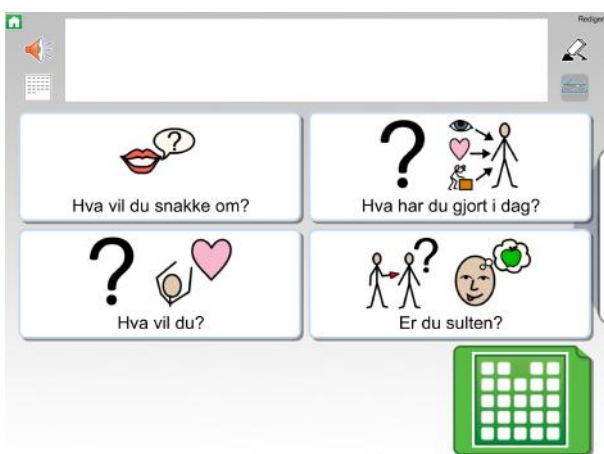 Rediger
Hva vil du snakke om?
Hva har du gjort i dag?
Hva vil du?
Er du sulten?